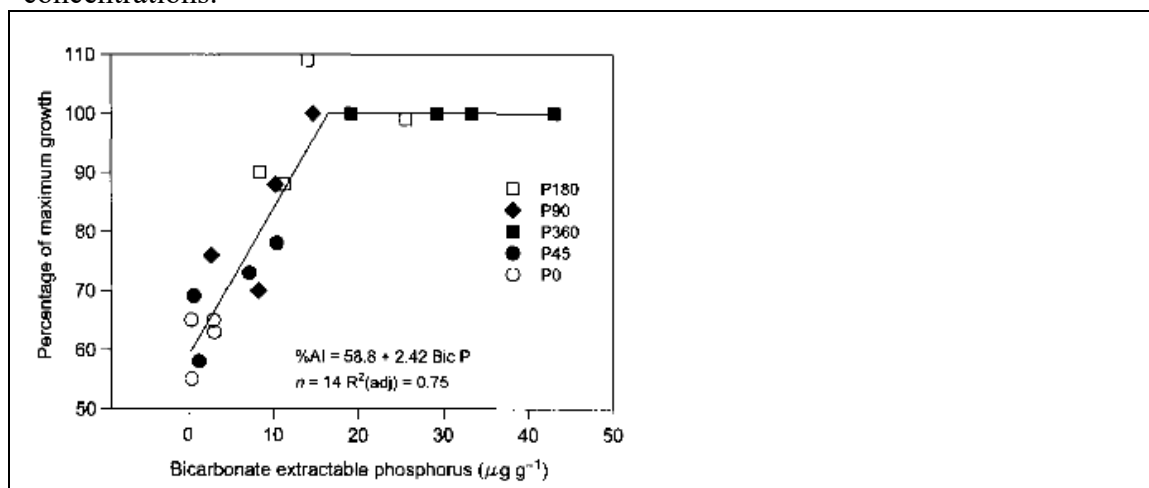 concentrations.
110
100
90
80
70
60
50
Percentage of maximum growth
P180
P90
P360
P45
P0
%AI = 58.8 + 2.42 Bic P
n = 14 R²(adj) = 0.75
0 10 20 30 40 50
Bicarbonate extractable phosphorus (μg g⁻¹)